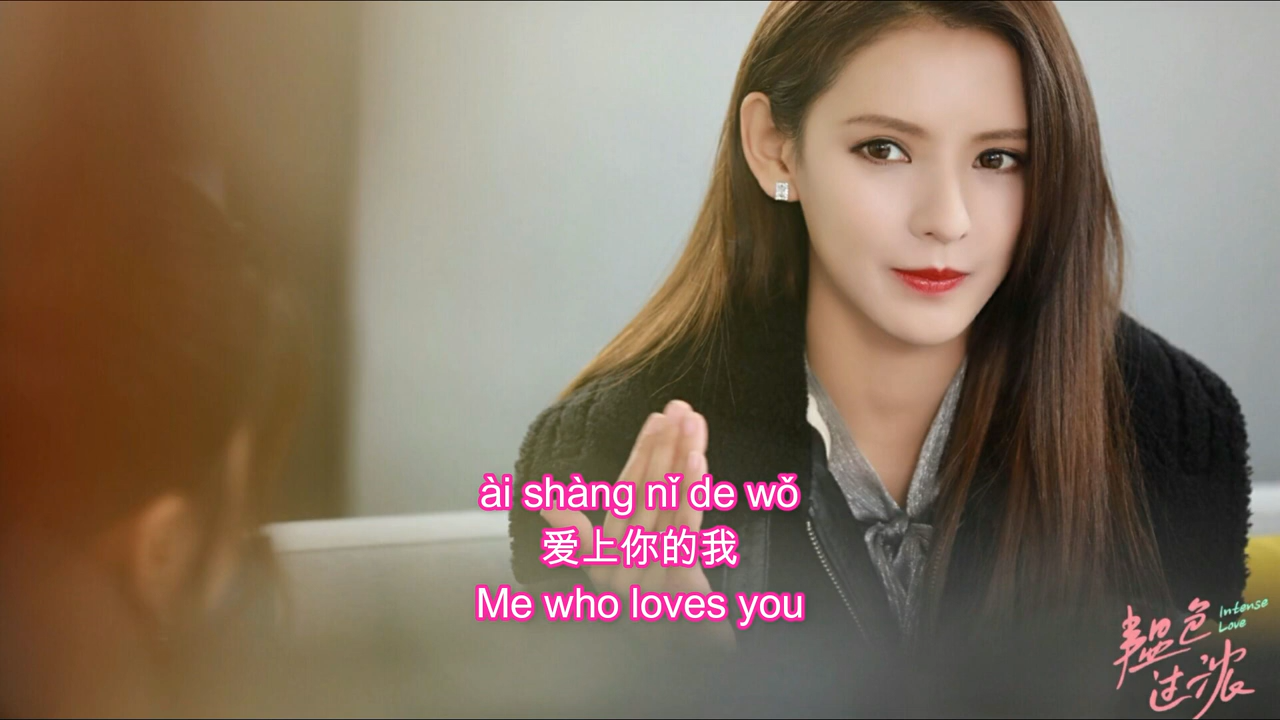 ài shàng nǐ de wǒ
爱上你的我
Me who loves you
韫色
Intense
Love
过浓